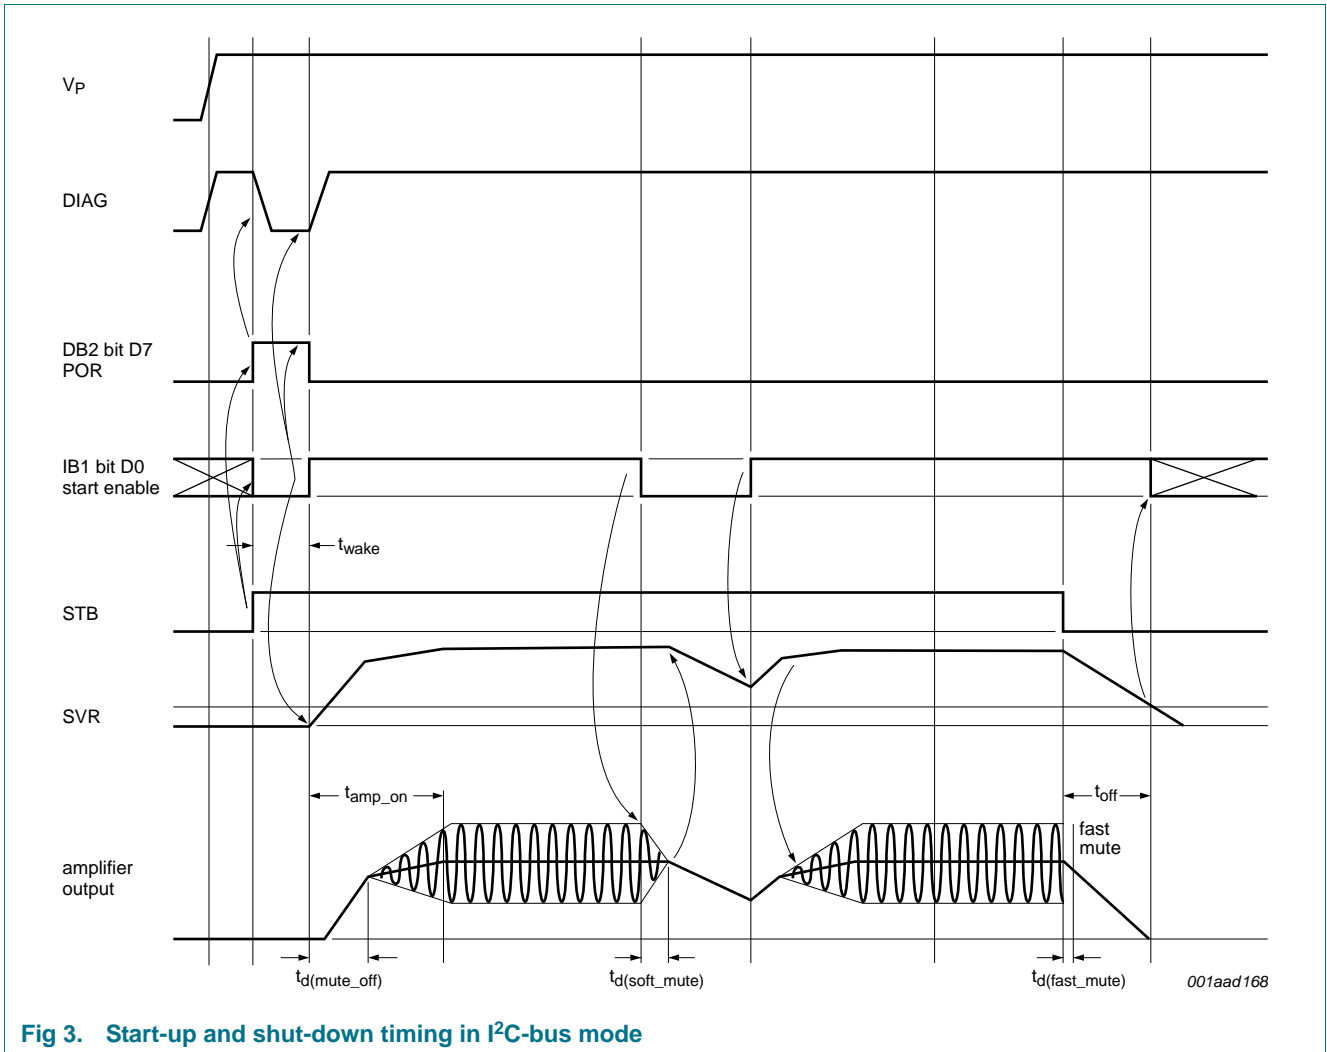 VP
DIAG
DB2 bit D7
POR
IB1 bit D0
start enable
twake
STB
SVR
tamp_on
toff
fast
mute
amplifier
output
td(mute_off)
td(soft_mute)
td(fast_mute)
001aad168
Fig 3. Start-up and shut-down timing in I2C-bus mode